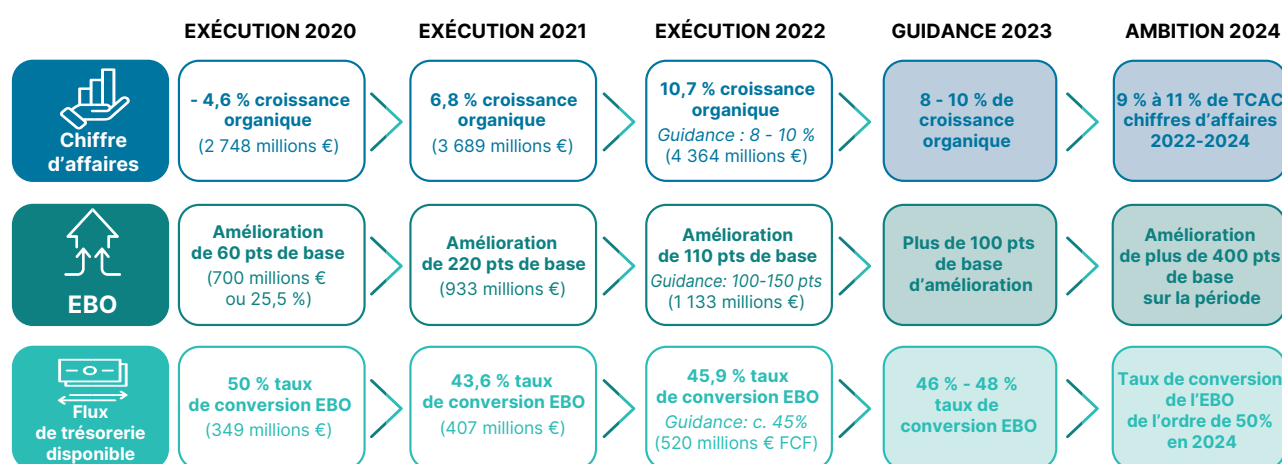 EXÉCUTION 2020
EXÉCUTION 2021
EXÉCUTION 2022
GUIDANCE 2023
AMBITION 2024
Chiffre
d’affaires
- 4,6 % croissance
organique
(2 748 millions €)
6,8 % croissance
organique
(3 689 millions €)
10,7 % croissance
organique
Guidance : 8 - 10 %
(4 364 millions €)
8 - 10 % de
croissance
organique
9 % à 11 % de TCAC
chiffres d’affaires
2022-2024
EBO
Amélioration
de 60 pts de base
(700 millions €
ou 25,5 %)
Amélioration
de 220 pts de base
(933 millions €)
Amélioration
de 110 pts de base
Guidance: 100-150 pts
(1 133 millions €)
Plus de 100 pts
de base
d’amélioration
Amélioration
de plus de 400 pts
de base
sur la période
Flux
de trésorerie
disponible
50 % taux
de conversion EBO
(349 millions €)
43,6 % taux
de conversion EBO
(407 millions €)
45,9 % taux
de conversion EBO
Guidance: c. 45%
(520 millions € FCF)
46 % - 48 %
taux de
conversion EBO
Taux de conversion
de l’EBO
de l’ordre de 50%
en 2024